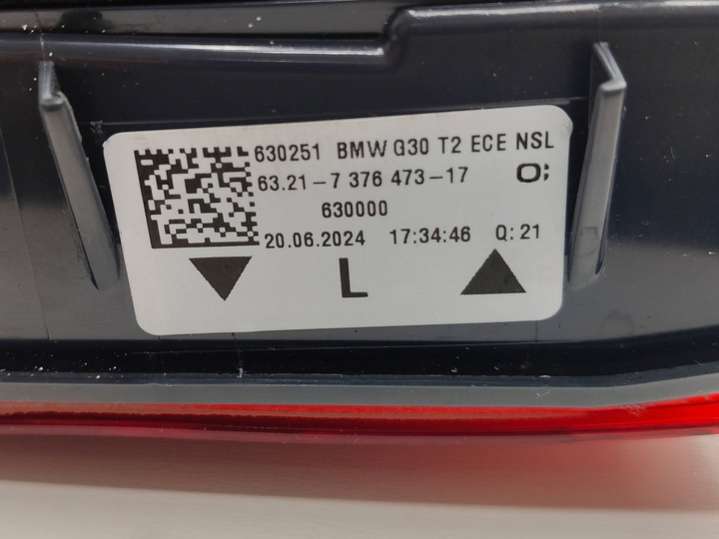 630251 BMW G30 T2 ECE NSL
63.21-7 376 473-17 O;
630000
20.06.2024 17:34:46 Q:21
L